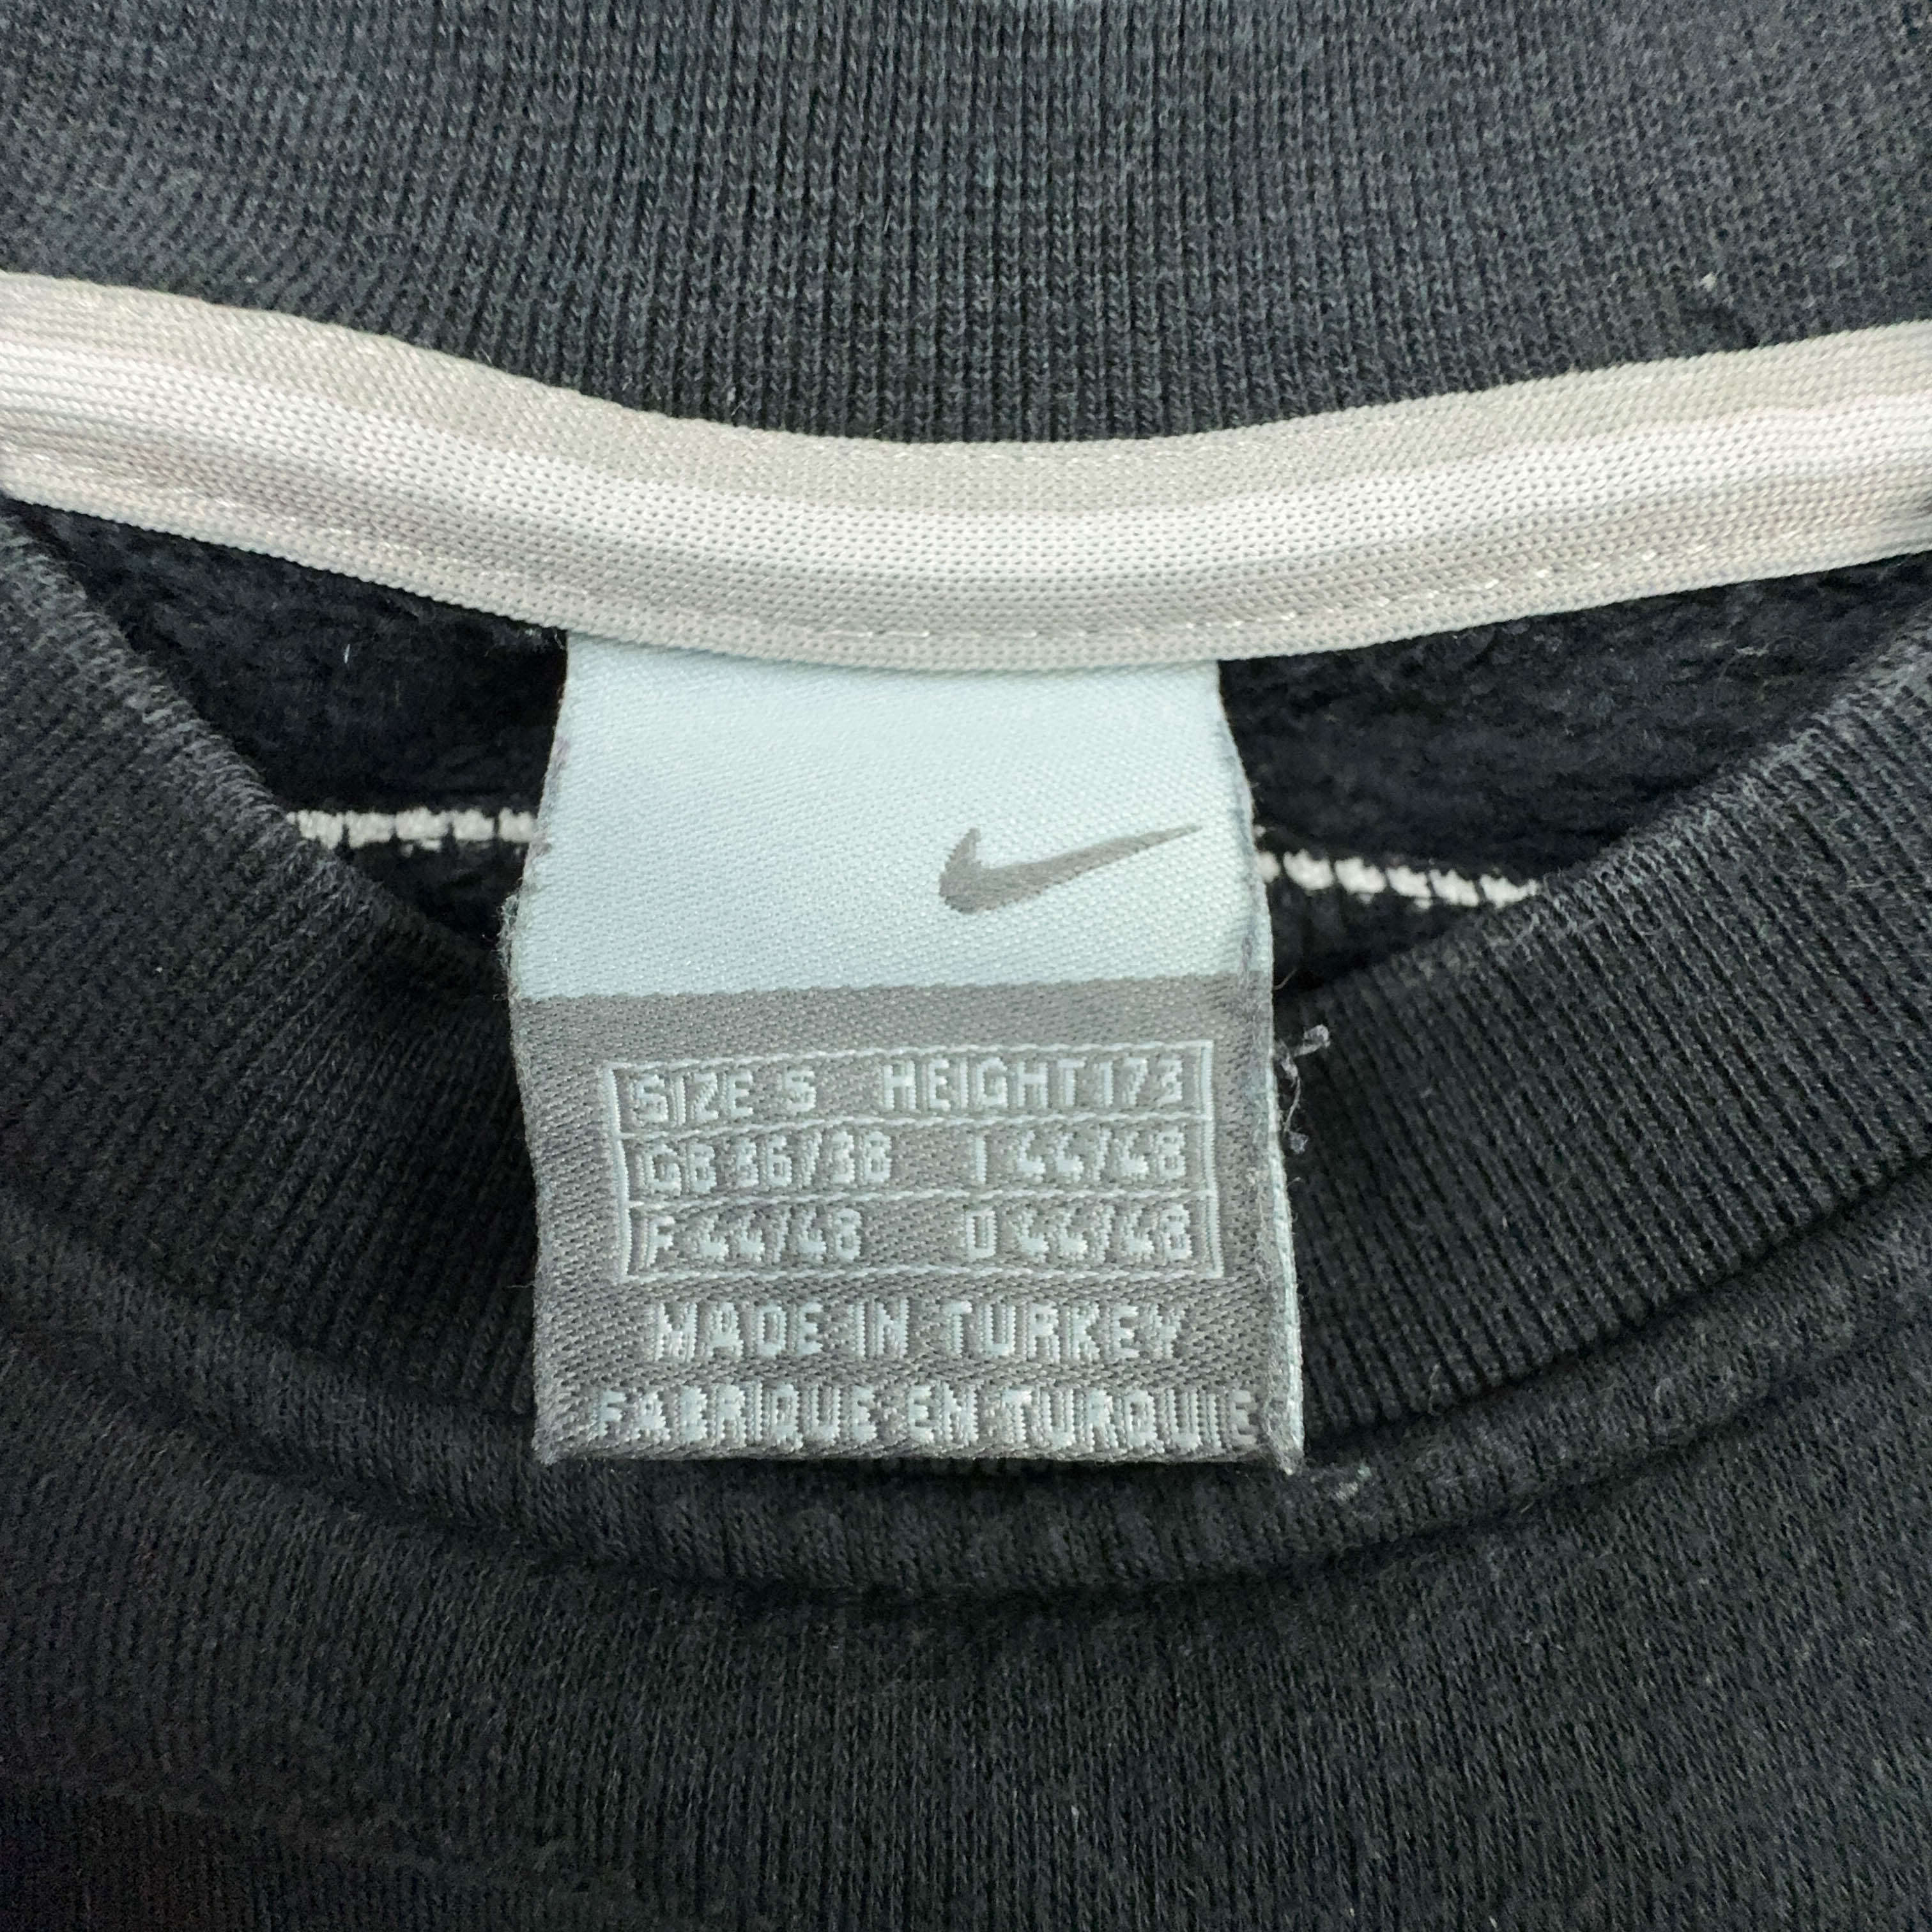 SIZE S HEIGHT 173
GB 36/38 I 44/48
F 44/48 D 44/48
MADE IN TURKEY
FABRIQUE EN TURQUIE